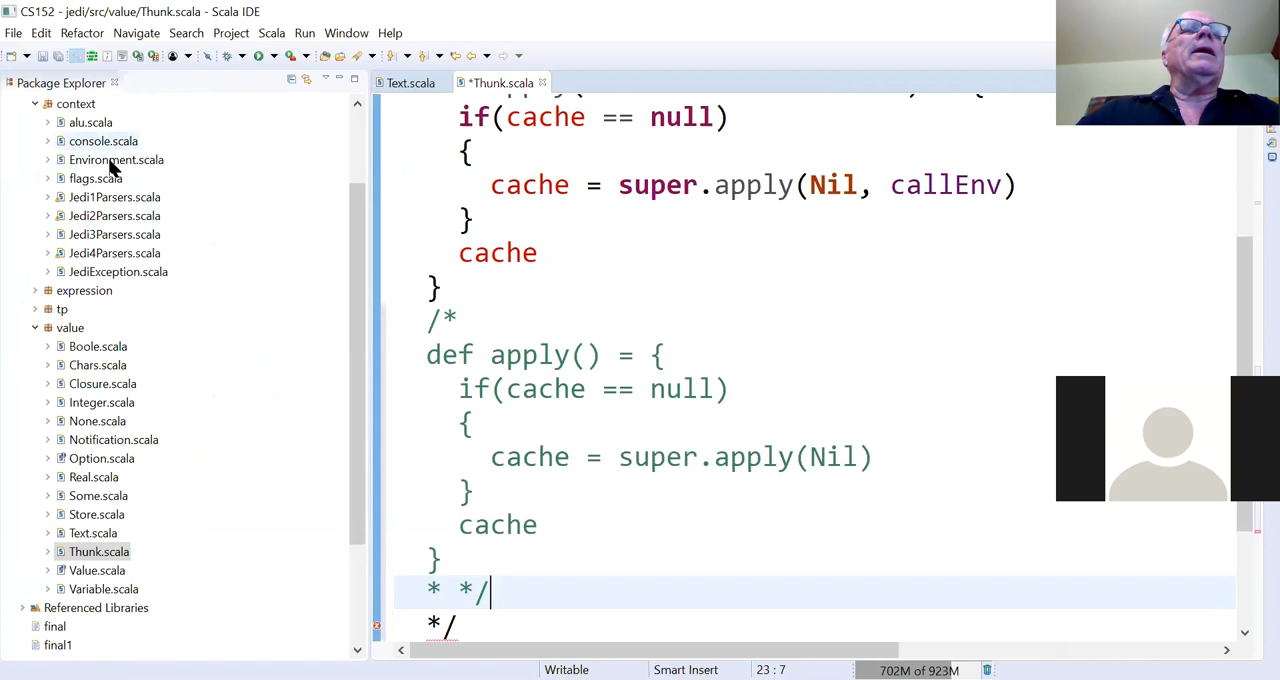 CS152 - jedi/src/value/Thunk.scala - Scala IDE
File Edit Refactor Navigate Search Project Scala Run Window Help
Package Explorer
context
alu.scala
console.scala
Environment.scala
flags.scala
Jedi1Parsers.scala
Jedi2Parsers.scala
Jedi3Parsers.scala
Jedi4Parsers.scala
JediException.scala
expression
tp
value
Boole.scala
Chars.scala
Closure.scala
Integer.scala
None.scala
Notification.scala
Option.scala
Real.scala
Some.scala
Store.scala
Text.scala
Thunk.scala
Value.scala
Variable.scala
Referenced Libraries
final
final1
Text.scala *Thunk.scala
if(cache == null)
{
cache = super.apply(Nil, callEnv)
}
cache
}
/*
def apply() = {
if(cache == null)
{
cache = super.apply(Nil)
}
cache
}
* */
*/
Writable Smart Insert 23 : 7 702M of 923M